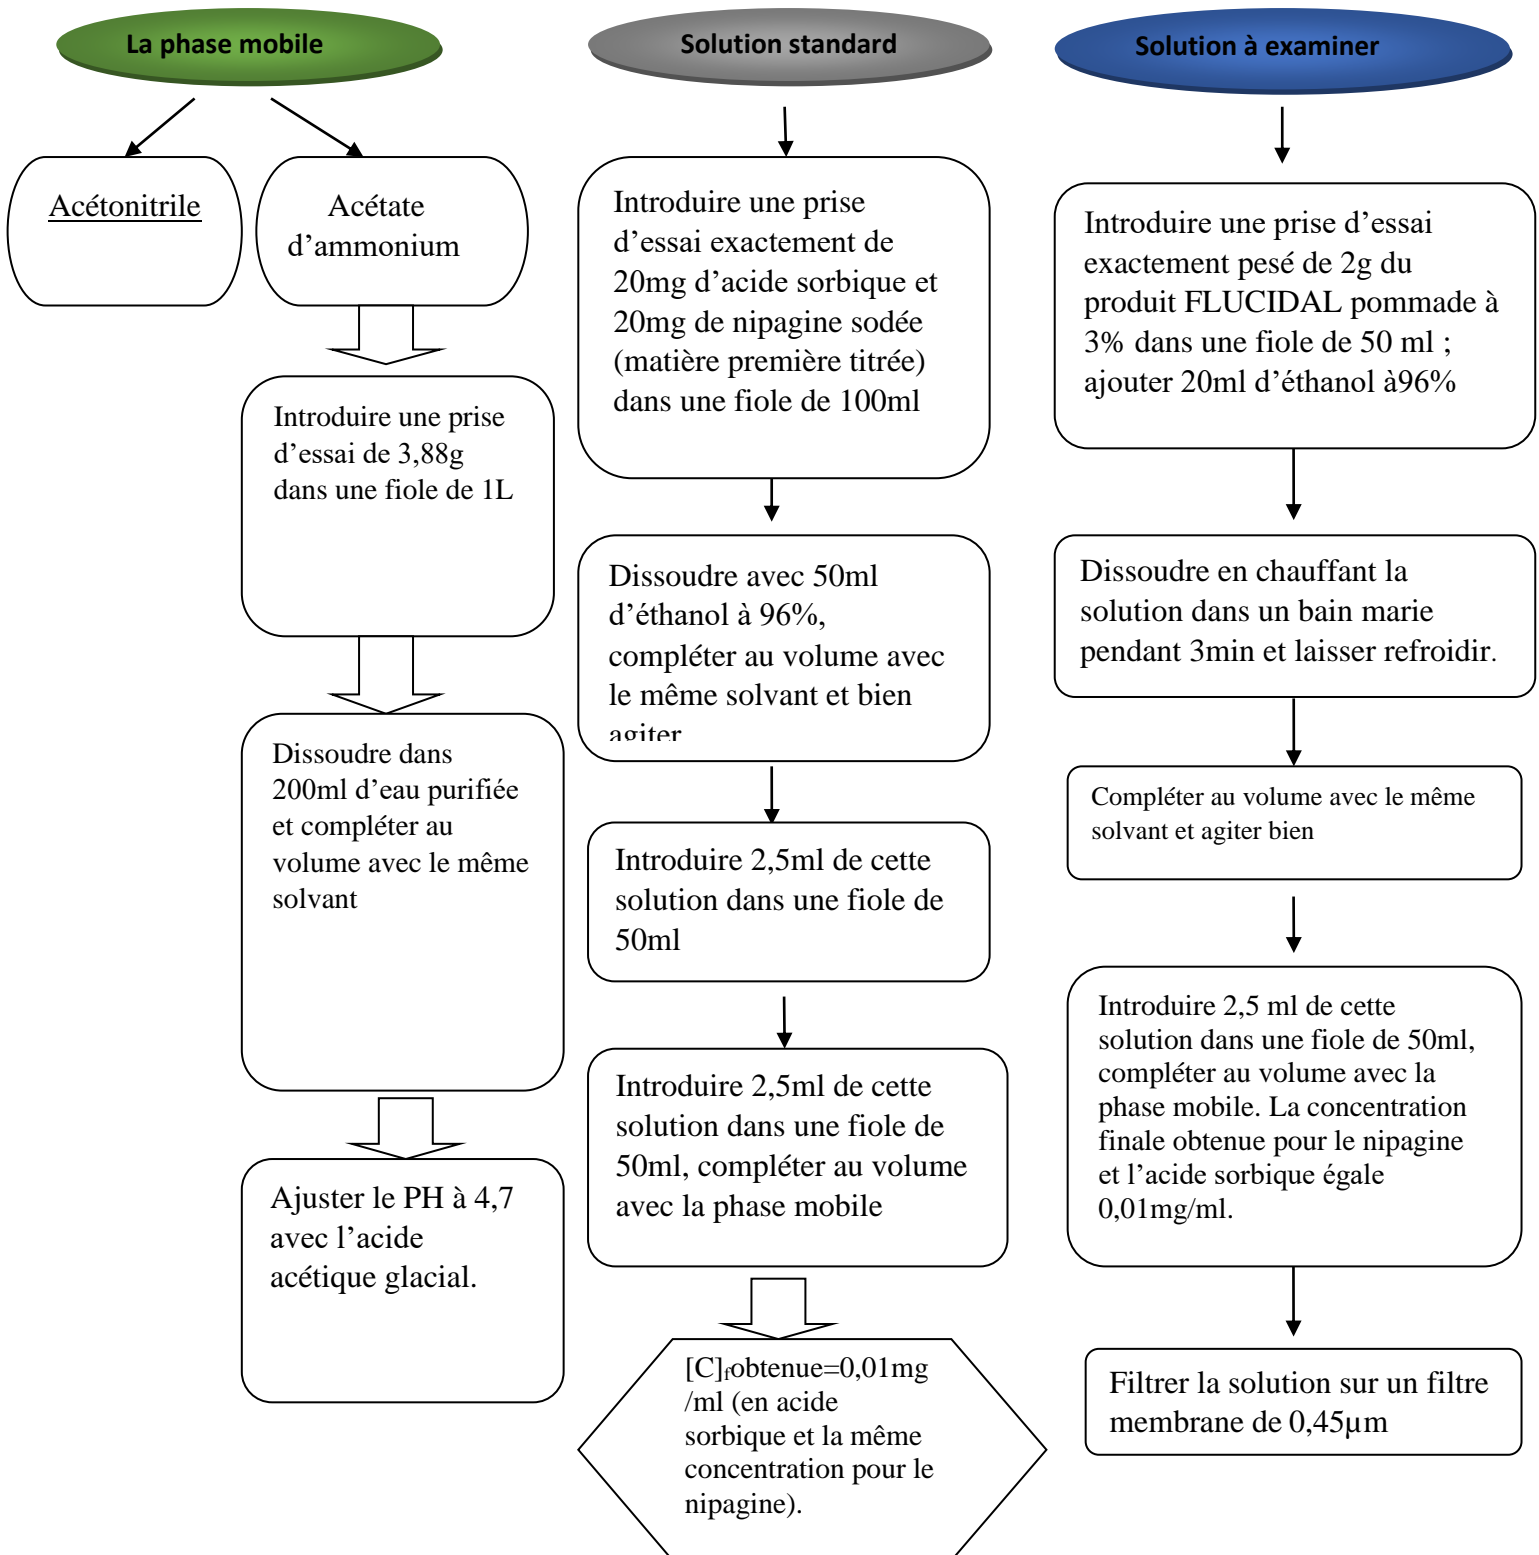 La phase mobile
Acétonitrile
Acétate
d’ammonium
Introduire une prise
d’essai de 3,88g
dans une fiole de 1L
Dissoudre dans
200ml d’eau purifiée
et compléter au
volume avec le même
solvant
Ajuster le PH à 4,7
avec l’acide
acétique glacial.
Solution standard
Introduire une prise
d’essai exactement de
20mg d’acide sorbique et
20mg de nipagine sodée
(matière première titrée)
dans une fiole de 100ml
Dissoudre avec 50ml
d’éthanol à 96%,
compléter au volume avec
le même solvant et bien
agiter
Introduire 2,5ml de cette
solution dans une fiole de
50ml
Introduire 2,5ml de cette
solution dans une fiole de
50ml, compléter au volume
avec la phase mobile
[C]fobtenue=0,01mg
/ml (en acide
sorbique et la même
concentration pour le
nipagine).
Solution à examiner
Introduire une prise d’essai
exactement pesé de 2g du
produit FLUCIDAL pommade à
3% dans une fiole de 50 ml ;
ajouter 20ml d’éthanol à96%
Dissoudre en chauffant la
solution dans un bain marie
pendant 3min et laisser refroidir.
Compléter au volume avec le même
solvant et agiter bien
Introduire 2,5 ml de cette
solution dans une fiole de 50ml,
compléter au volume avec la
phase mobile. La concentration
finale obtenue pour le nipagine
et l’acide sorbique égale
0,01mg/ml.
Filtrer la solution sur un filtre
membrane de 0,45µm